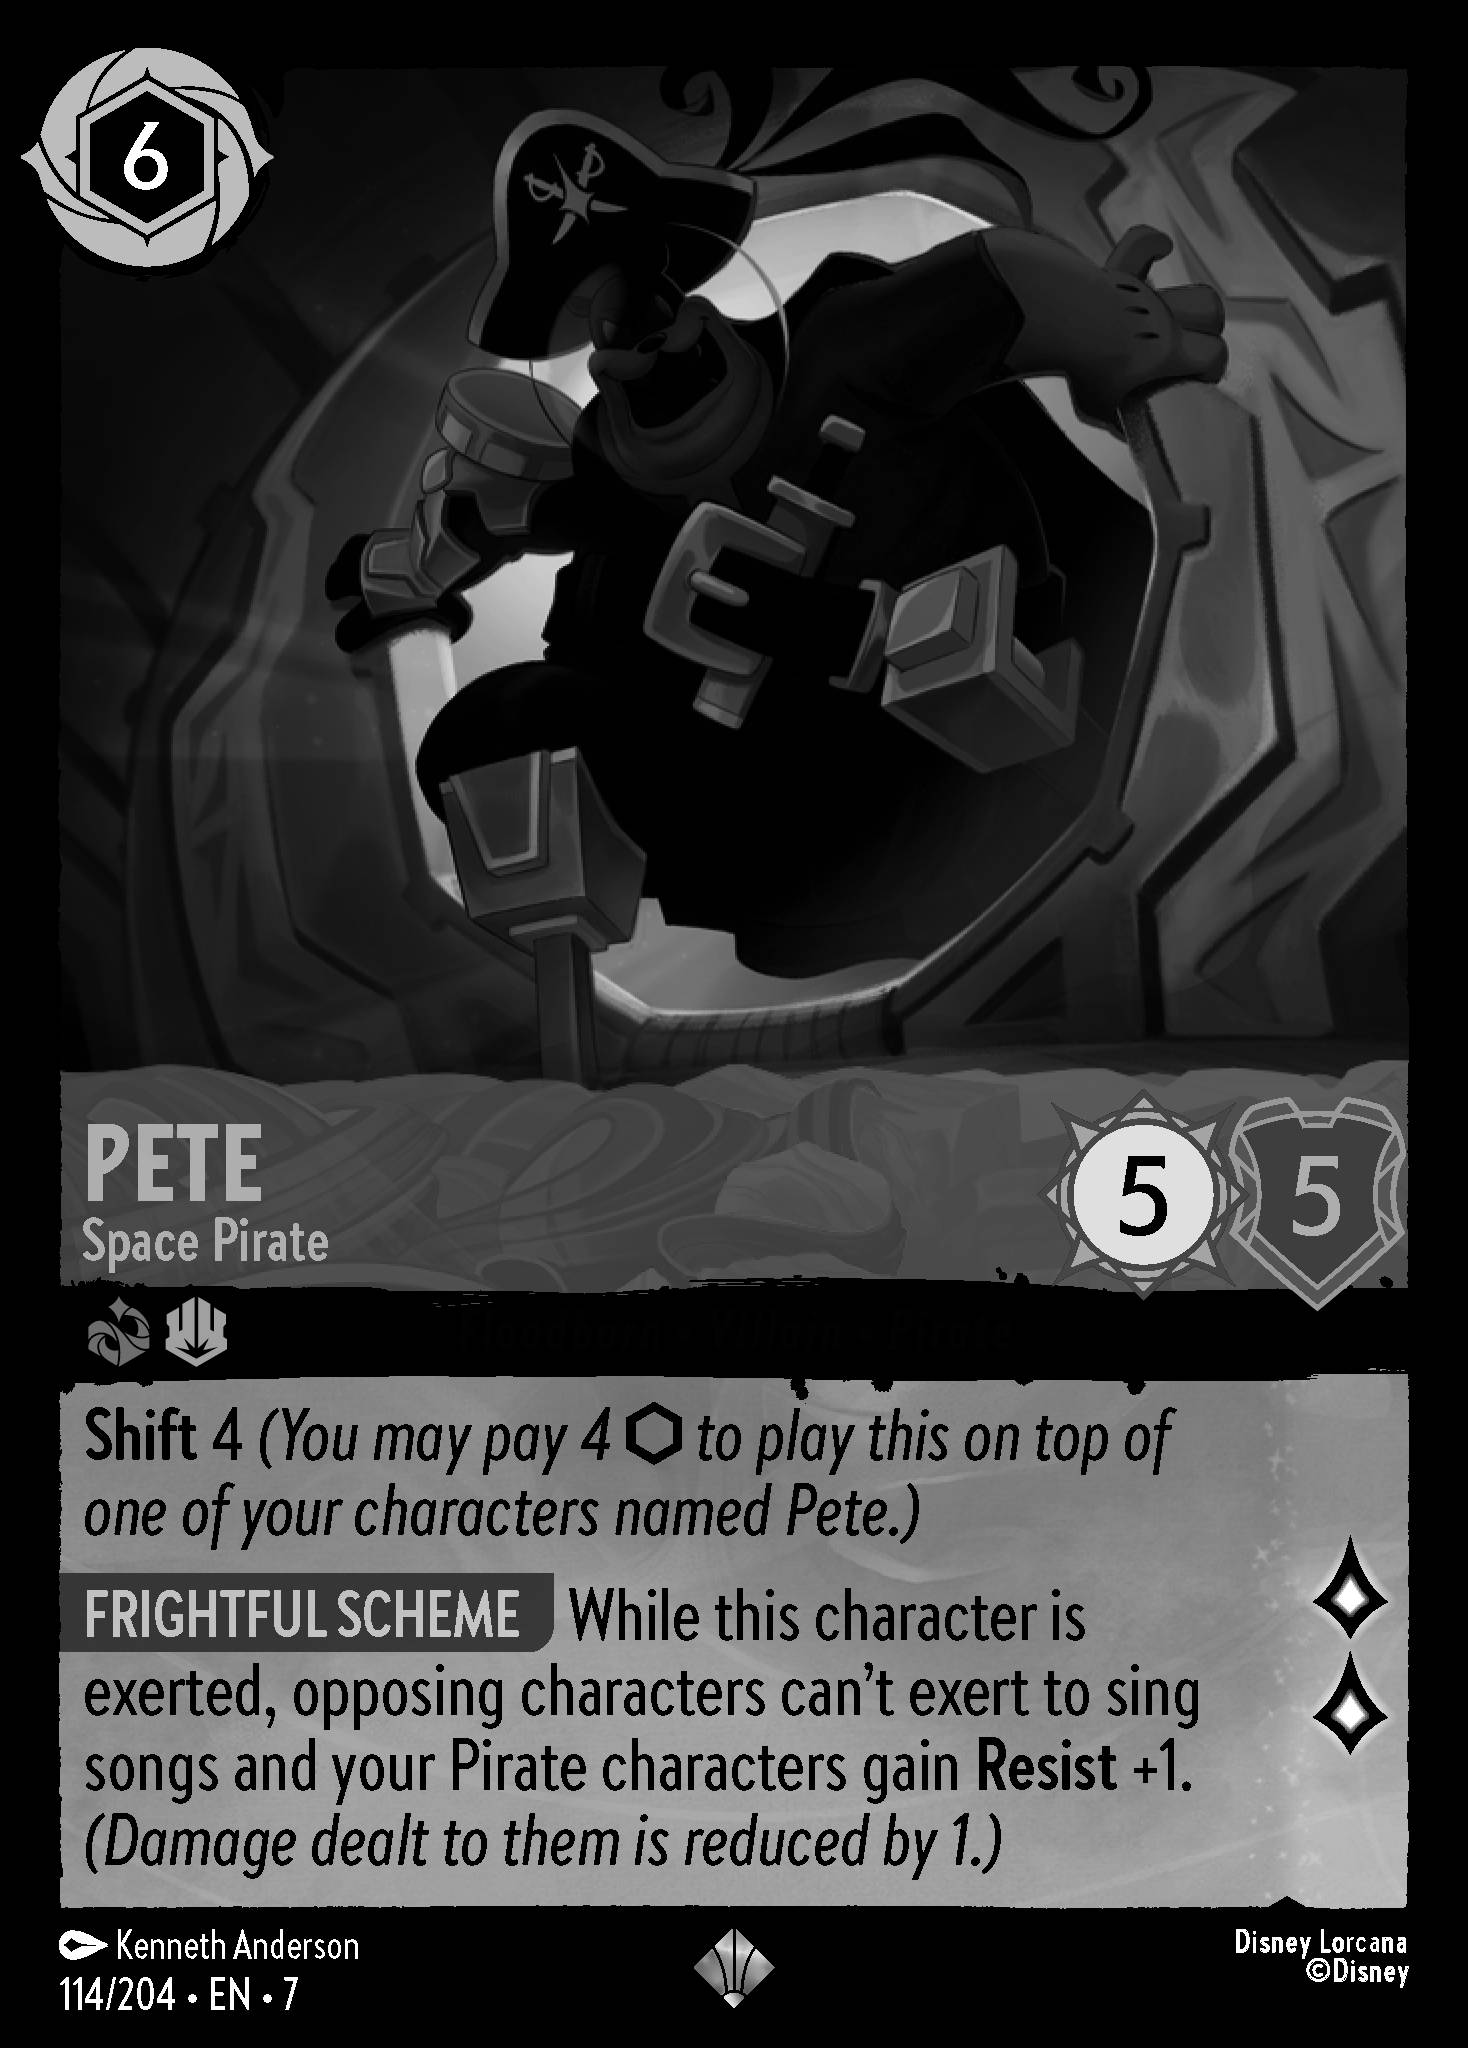 6
PETE
Space Pirate
5
5
Floodborn • Villain • Pirate
Shift 4 (You may pay 4 ⬡ to play this on top of
one of your characters named Pete.)
FRIGHTFUL SCHEME While this character is
exerted, opposing characters can't exert to sing
songs and your Pirate characters gain Resist +1.
(Damage dealt to them is reduced by 1.)
Kenneth Anderson
114/204 • EN • 7
Disney Lorcana
©Disney